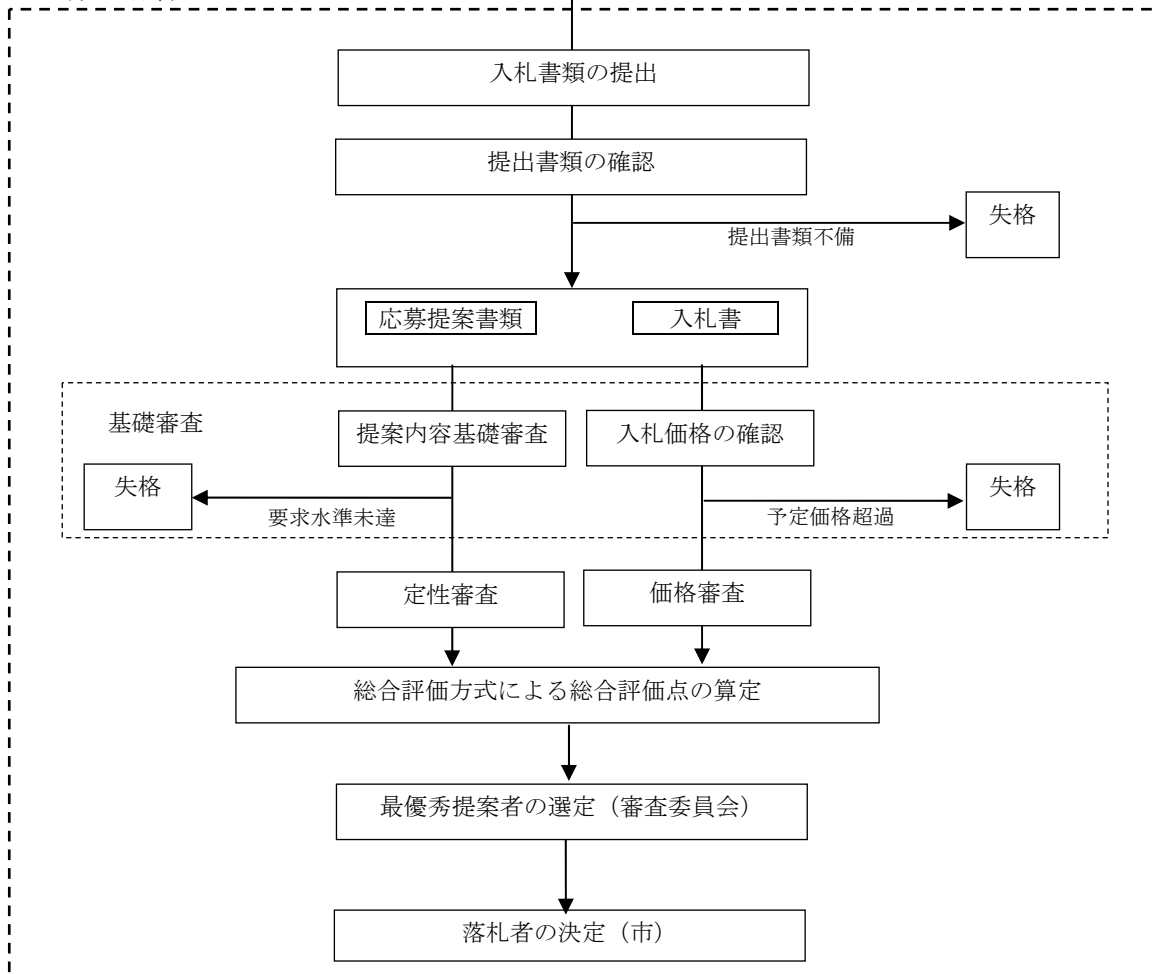 入札書類の提出
提出書類の確認
失格
提出書類不備
応募提案書類
入札書
基礎審査
提案内容基礎審査
入札価格の確認
失格
要求水準未達
失格
予定価格超過
定性審査
価格審査
総合評価方式による総合評価点の算定
最優秀提案者の選定（審査委員会）
落札者の決定（市）